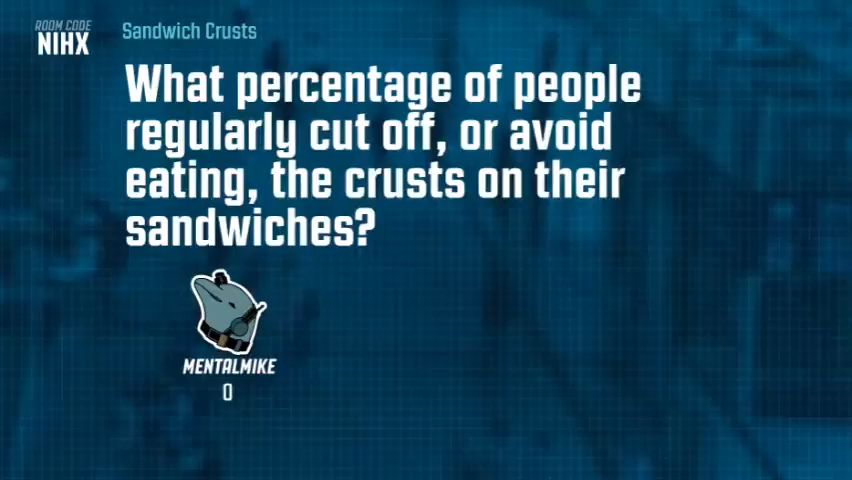 ROOM CODE
NIHX
Sandwich Crusts
What percentage of people
regularly cut off, or avoid
eating, the crusts on their
sandwiches?
MENTALMIKE
0